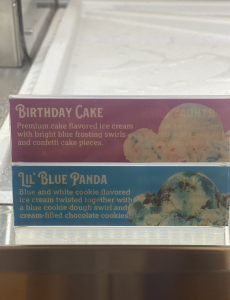 BIRTHDAY CAKE
Premium cake flavored ice cream
with bright blue frosting swirls
and confetti cake pieces.
LIL' BLUE PANDA
Blue and white cookie flavored
ice cream twisted together with
a blue cookie dough swirl and
cream-filled chocolate cookies